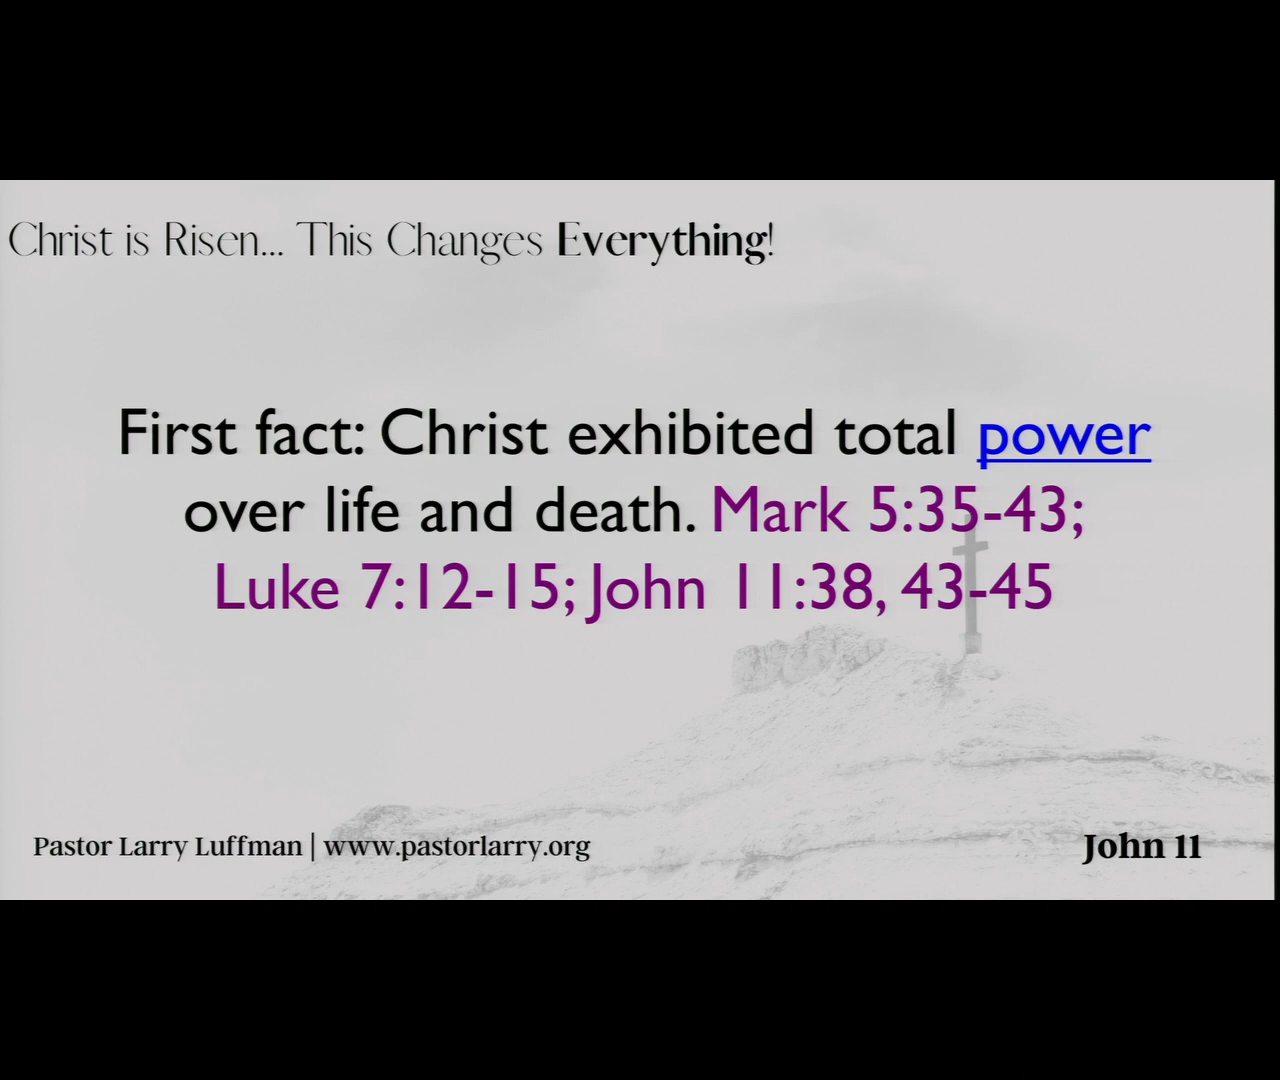 Christ is Risen... This Changes Everything!
First fact: Christ exhibited total power
over life and death. Mark 5:35-43;
Luke 7:12-15; John 11:38, 43-45
Pastor Larry Luffman | www.pastorlarry.org
John 11